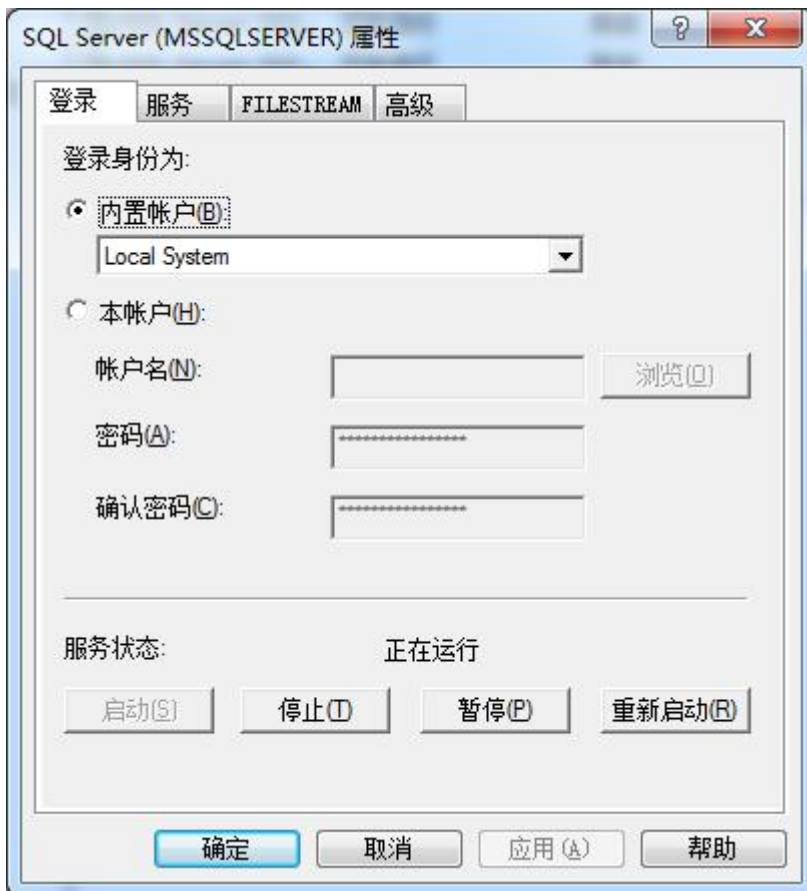 SQL Server (MSSQLSERVER) 属性
登录 服务 FILESTREAM 高级
登录身份为:
内置帐户(B):
Local System
本帐户(H):
帐户名(N): 浏览(O)
密码(A): ****************
确认密码(C): ****************
服务状态: 正在运行
启动(S) 停止(T) 暂停(P) 重新启动(R)
确定 取消 应用(A) 帮助